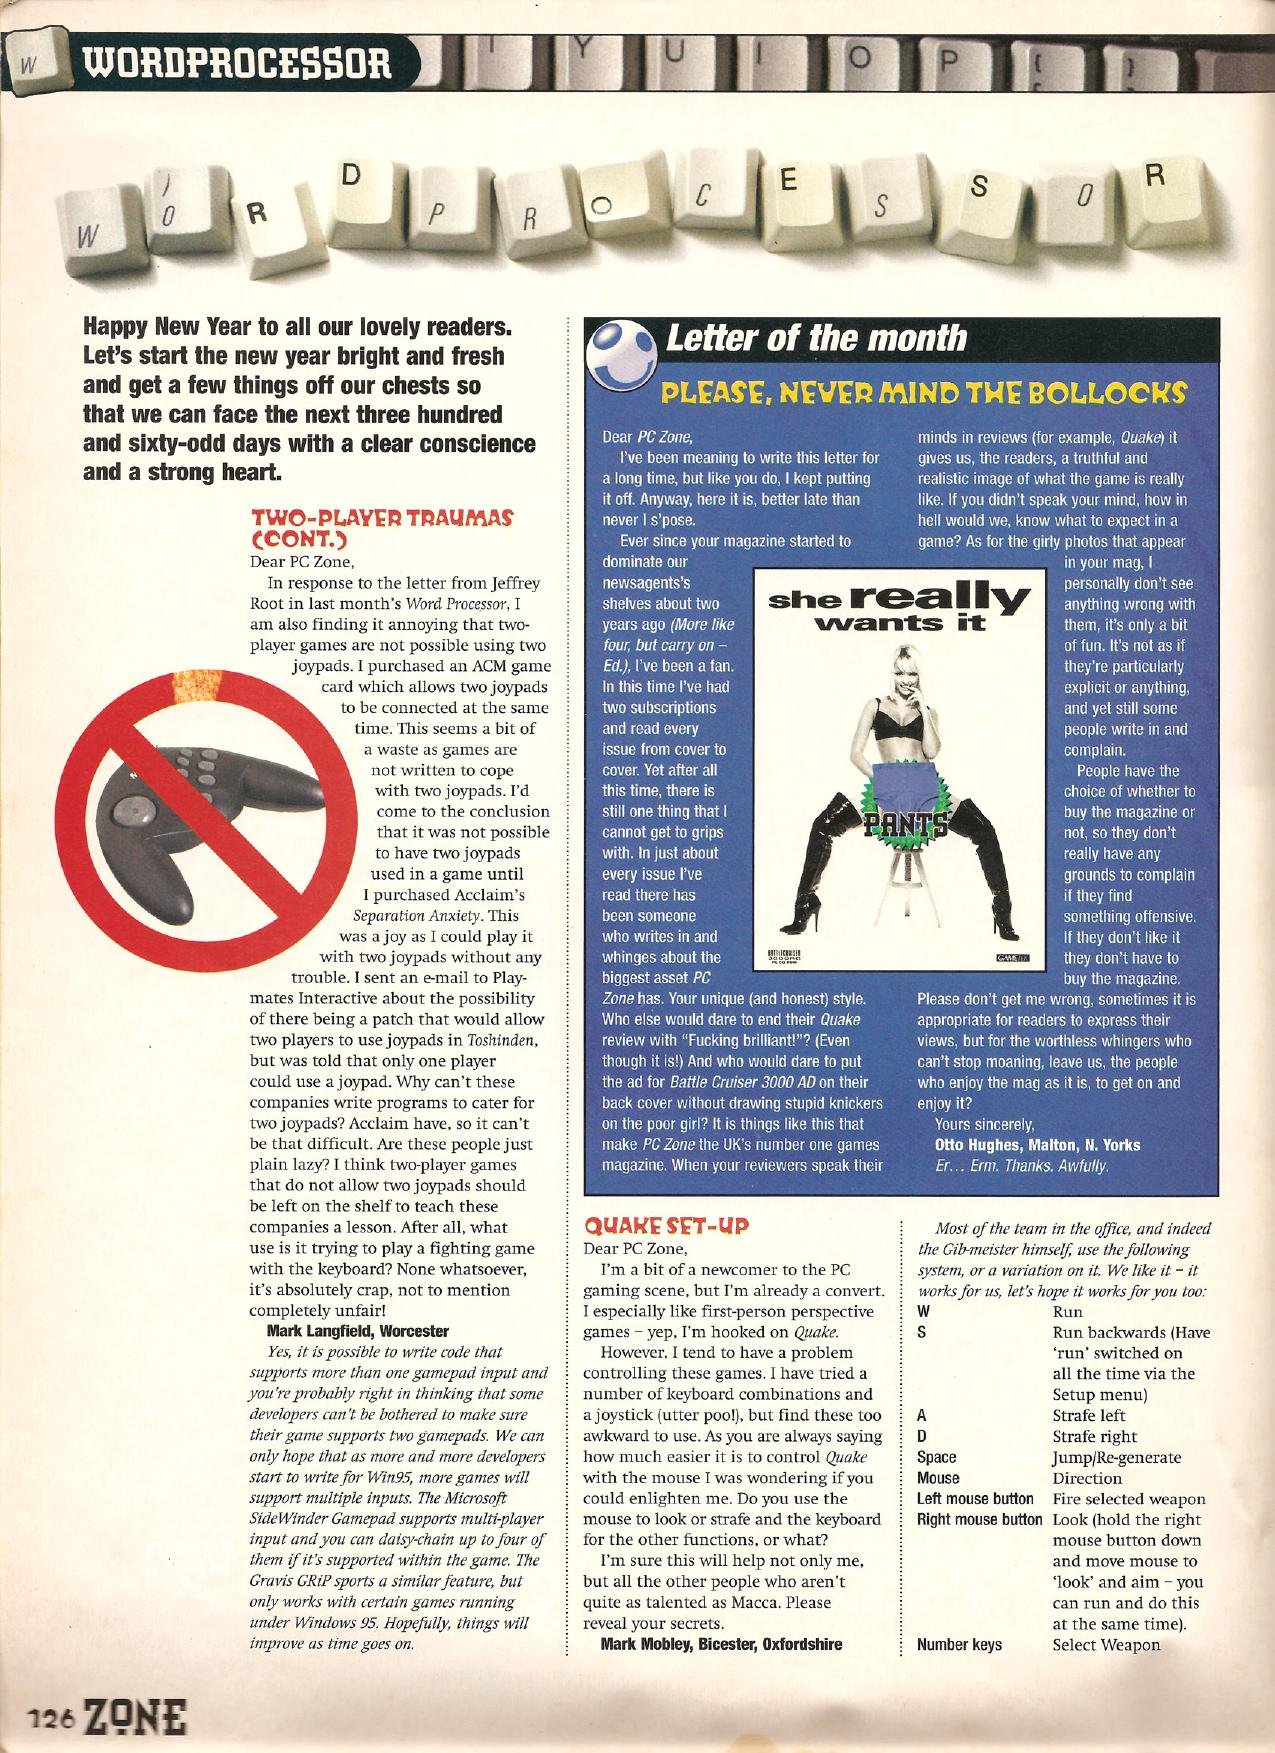 W
WORDPROCESSOR
I Y U I O P { }
[
W ) 0 R D P R O C E S S O R
Happy New Year to all our lovely readers.
Let's start the new year bright and fresh
and get a few things off our chests so
that we can face the next three hundred
and sixty-odd days with a clear conscience
and a strong heart.
TWO-PLAYER TRAUMAS
(CONT.)
Dear PC Zone,
In response to the letter from Jeffrey
Root in last month's Word Processor, I
am also finding it annoying that two-
player games are not possible using two
joypads. I purchased an ACM game
card which allows two joypads
to be connected at the same
time. This seems a bit of
a waste as games are
not written to cope
with two joypads. I'd
come to the conclusion
that it was not possible
to have two joypads
used in a game until
I purchased Acclaim's
Separation Anxiety. This
was a joy as I could play it
with two joypads without any
trouble. I sent an e-mail to Play-
mates Interactive about the possibility
of there being a patch that would allow
two players to use joypads in Toshinden,
but was told that only one player
could use a joypad. Why can't these
companies write programs to cater for
two joypads? Acclaim have, so it can't
be that difficult. Are these people just
plain lazy? I think two-player games
that do not allow two joypads should
be left on the shelf to teach these
companies a lesson. After all, what
use is it trying to play a fighting game
with the keyboard? None whatsoever,
it's absolutely crap, not to mention
completely unfair!
Mark Langfield, Worcester
Yes, it is possible to write code that
supports more than one gamepad input and
you're probably right in thinking that some
developers can't be bothered to make sure
their game supports two gamepads. We can
only hope that as more and more developers
start to write for Win95, more games will
support multiple inputs. The Microsoft
SideWinder Gamepad supports multi-player
input and you can daisy-chain up to four of
them if it's supported within the game. The
Gravis GRiP sports a similar feature, but
only works with certain games running
under Windows 95. Hopefully, things will
improve as time goes on.
Letter of the month
PLEASE, NEVER MIND THE BOLLOCKS
Dear PC Zone,
I've been meaning to write this letter for
a long time, but like you do, I kept putting
it off. Anyway, here it is, better late than
never I s'pose.
Ever since your magazine started to
dominate our
newsagents's
shelves about two
years ago (More like
four, but carry on –
Ed.), I've been a fan.
In this time I've had
two subscriptions
and read every
issue from cover to
cover. Yet after all
this time, there is
still one thing that I
cannot get to grips
with. In just about
every issue I've
read there has
been someone
who writes in and
whinges about the
biggest asset PC
Zone has. Your unique (and honest) style.
Who else would dare to end their Quake
review with "Fucking brilliant!"? (Even
though it is!) And who would dare to put
the ad for Battle Cruiser 3000 AD on their
back cover without drawing stupid knickers
on the poor girl? It is things like this that
make PC Zone the UK's number one games
magazine. When your reviewers speak their
minds in reviews (for example, Quake) it
gives us, the readers, a truthful and
realistic image of what the game is really
like. If you didn't speak your mind, how in
hell would we, know what to expect in a
game? As for the girly photos that appear
in your mag, I
personally don't see
anything wrong with
them, it's only a bit
of fun. It's not as if
they're particularly
explicit or anything,
and yet still some
people write in and
complain.
People have the
choice of whether to
buy the magazine or
not, so they don't
really have any
grounds to complain
if they find
something offensive.
If they don't like it
they don't have to
buy the magazine.
Please don't get me wrong, sometimes it is
appropriate for readers to express their
views, but for the worthless whingers who
can't stop moaning, leave us, the people
who enjoy the mag as it is, to get on and
enjoy it?
Yours sincerely,
Otto Hughes, Malton, N. Yorks
Er... Erm. Thanks. Awfully.
she really
wants it
PANTS
BATTLECRUISER
3000AD
PC CD-ROM
GAMETEK
QUAKE SET-UP
Dear PC Zone,
I'm a bit of a newcomer to the PC
gaming scene, but I'm already a convert.
I especially like first-person perspective
games – yep, I'm hooked on Quake.
However, I tend to have a problem
controlling these games. I have tried a
number of keyboard combinations and
a joystick (utter poo!), but find these too
awkward to use. As you are always saying
how much easier it is to control Quake
with the mouse I was wondering if you
could enlighten me. Do you use the
mouse to look or strafe and the keyboard
for the other functions, or what?
I'm sure this will help not only me,
but all the other people who aren't
quite as talented as Macca. Please
reveal your secrets.
Mark Mobley, Bicester, Oxfordshire
Most of the team in the office, and indeed
the Gib-meister himself, use the following
system, or a variation on it. We like it – it
works for us, let's hope it works for you too:
W Run
S Run backwards (Have
'run' switched on
all the time via the
Setup menu)
A Strafe left
D Strafe right
Space Jump/Re-generate
Mouse Direction
Left mouse button Fire selected weapon
Right mouse button Look (hold the right
mouse button down
and move mouse to
'look' and aim – you
can run and do this
at the same time).
Number keys Select Weapon
126 ZONE